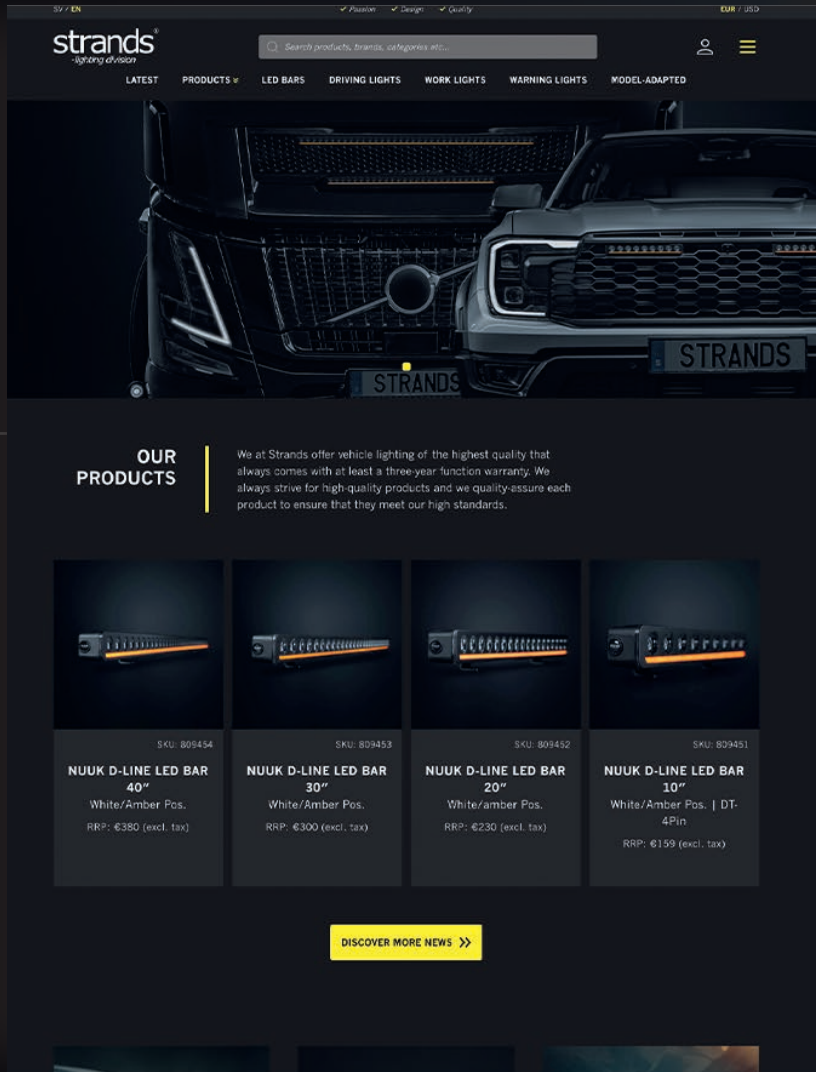 SV / EN
✓ Passion ✓ Design ✓ Quality
EUR / USD
strands®
-lighting division
Search products, brands, categories etc...
LATEST PRODUCTS LED BARS DRIVING LIGHTS WORK LIGHTS WARNING LIGHTS MODEL-ADAPTED
STRANDS
STRANDS
OUR
PRODUCTS
We at Strands offer vehicle lighting of the highest quality that
always comes with at least a three-year function warranty. We
always strive for high-quality products and we quality-assure each
product to ensure that they meet our high standards.
SKU: 809454
NUUK D-LINE LED BAR
40”
White/Amber Pos.
RRP: €380 (excl. tax)
SKU: 809453
NUUK D-LINE LED BAR
30”
White/Amber Pos.
RRP: €300 (excl. tax)
SKU: 809452
NUUK D-LINE LED BAR
20”
White/amber Pos.
RRP: €230 (excl. tax)
SKU: 809451
NUUK D-LINE LED BAR
10”
White/Amber Pos. | DT-
4Pin
RRP: €159 (excl. tax)
DISCOVER MORE NEWS